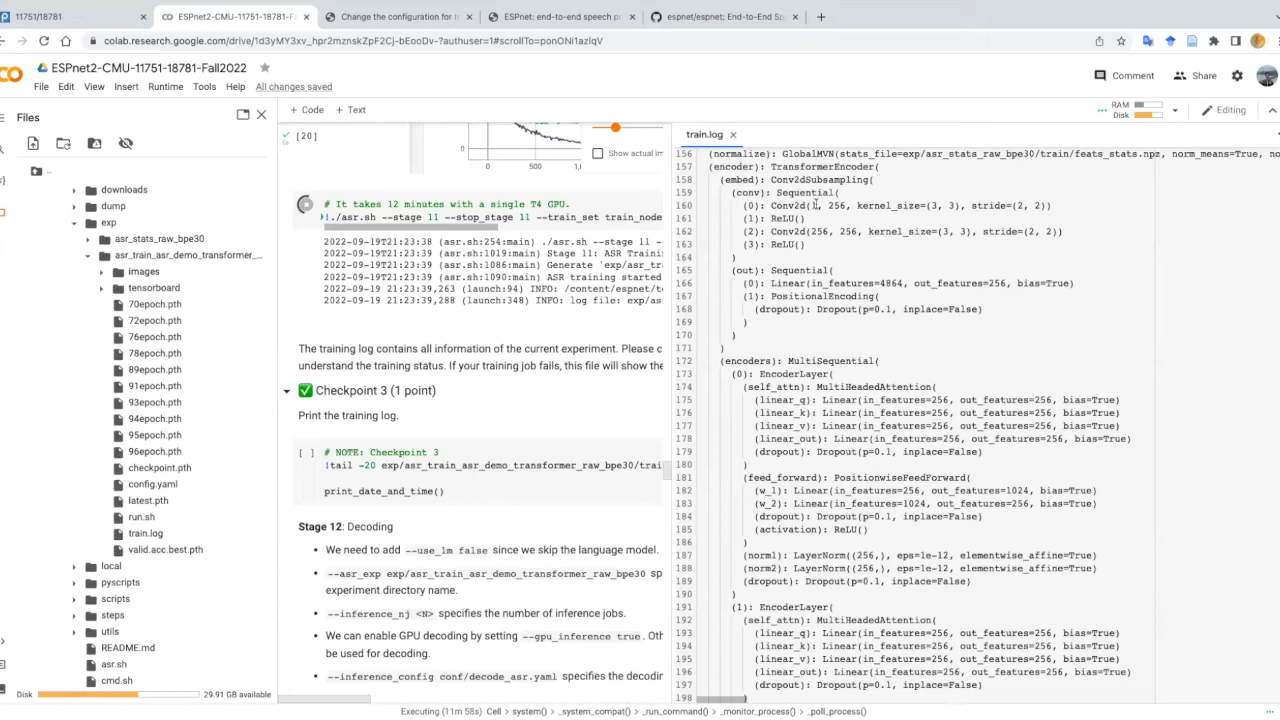 11751/18781
ESPnet2-CMU-11751-18781-Fall2022 -
Change the configuration for t
ESPnet: end-to-end speech p
espnet/espnet: End-to-End Sp
colab.research.google.com/drive/1d3yMY3xv_hpr2mznskZpF2Cj-bEooDv-?authuser=1#scrollTo=ponONi1azlqV
ESPnet2-CMU-11751-18781-Fall2022
File Edit View Insert Runtime Tools Help All changes saved
Comment Share
Files
+ Code + Text
RAM
Disk
Editing
..
downloads
dump
exp
asr_stats_raw_bpe30
asr_train_asr_demo_transformer_...
images
tensorboard
70epoch.pth
72epoch.pth
76epoch.pth
78epoch.pth
89epoch.pth
91epoch.pth
93epoch.pth
94epoch.pth
95epoch.pth
96epoch.pth
checkpoint.pth
config.yaml
latest.pth
run.sh
train.log
valid.acc.best.pth
local
pyscripts
scripts
steps
utils
README.md
asr.sh
cmd.sh
Disk 29.91 GB available
[20]
0
0 500 1,
Show actual im
# It takes 12 minutes with a single T4 GPU.
!./asr.sh --stage 11 --stop_stage 11 --train_set train_node
2022-09-19T21:23:38 (asr.sh:254:main) ./asr.sh --stage 11 --
2022-09-19T21:23:39 (asr.sh:1019:main) Stage 11: ASR Trainin
2022-09-19T21:23:39 (asr.sh:1086:main) Generate 'exp/asr_tra
2022-09-19T21:23:39 (asr.sh:1090:main) ASR training started.
2022-09-19 21:23:39,263 (launch:94) INFO: /content/espnet/to
2022-09-19 21:23:39,288 (launch:348) INFO: log file: exp/as
The training log contains all information of the current experiment. Please c
understand the training status. If your training job fails, this file will show the
Checkpoint 3 (1 point)
Print the training log.
[ ] # NOTE: Checkpoint 3
!tail -20 exp/asr_train_asr_demo_transformer_raw_bpe30/trai
print_date_and_time()
Stage 12: Decoding
• We need to add --use_lm false since we skip the language model.
• --asr_exp exp/asr_train_asr_demo_transformer_raw_bpe30 sp
experiment directory name.
• --inference_nj <N> specifies the number of inference jobs.
• We can enable GPU decoding by setting --gpu_inference true. Oth
be used for decoding.
• --inference_config conf/decode_asr.yaml specifies the decodin
train.log
156 (normalize): GlobalMVN(stats_file=exp/asr_stats_raw_bpe30/train/feats_stats.npz, norm_means=True, no
157 (encoder): TransformerEncoder(
158 (embed): Conv2dSubsampling(
159 (conv): Sequential(
160 (0): Conv2d(1, 256, kernel_size=(3, 3), stride=(2, 2))
161 (1): ReLU()
162 (2): Conv2d(256, 256, kernel_size=(3, 3), stride=(2, 2))
163 (3): ReLU()
164 )
165 (out): Sequential(
166 (0): Linear(in_features=4864, out_features=256, bias=True)
167 (1): PositionalEncoding(
168 (dropout): Dropout(p=0.1, inplace=False)
169 )
170 )
171 )
172 (encoders): MultiSequential(
173 (0): EncoderLayer(
174 (self_attn): MultiHeadedAttention(
175 (linear_q): Linear(in_features=256, out_features=256, bias=True)
176 (linear_k): Linear(in_features=256, out_features=256, bias=True)
177 (linear_v): Linear(in_features=256, out_features=256, bias=True)
178 (linear_out): Linear(in_features=256, out_features=256, bias=True)
179 (dropout): Dropout(p=0.1, inplace=False)
180 )
181 (feed_forward): PositionwiseFeedForward(
182 (w_1): Linear(in_features=256, out_features=1024, bias=True)
183 (w_2): Linear(in_features=1024, out_features=256, bias=True)
184 (dropout): Dropout(p=0.1, inplace=False)
185 (activation): ReLU()
186 )
187 (norm1): LayerNorm((256,), eps=1e-12, elementwise_affine=True)
188 (norm2): LayerNorm((256,), eps=1e-12, elementwise_affine=True)
189 (dropout): Dropout(p=0.1, inplace=False)
190 )
191 (1): EncoderLayer(
192 (self_attn): MultiHeadedAttention(
193 (linear_q): Linear(in_features=256, out_features=256, bias=True)
194 (linear_k): Linear(in_features=256, out_features=256, bias=True)
195 (linear_v): Linear(in_features=256, out_features=256, bias=True)
196 (linear_out): Linear(in_features=256, out_features=256, bias=True)
197 (dropout): Dropout(p=0.1, inplace=False)
198 )
Executing (11m 58s) Cell > system() > _system_compat() > _run_command() > _monitor_process() > _poll_process()